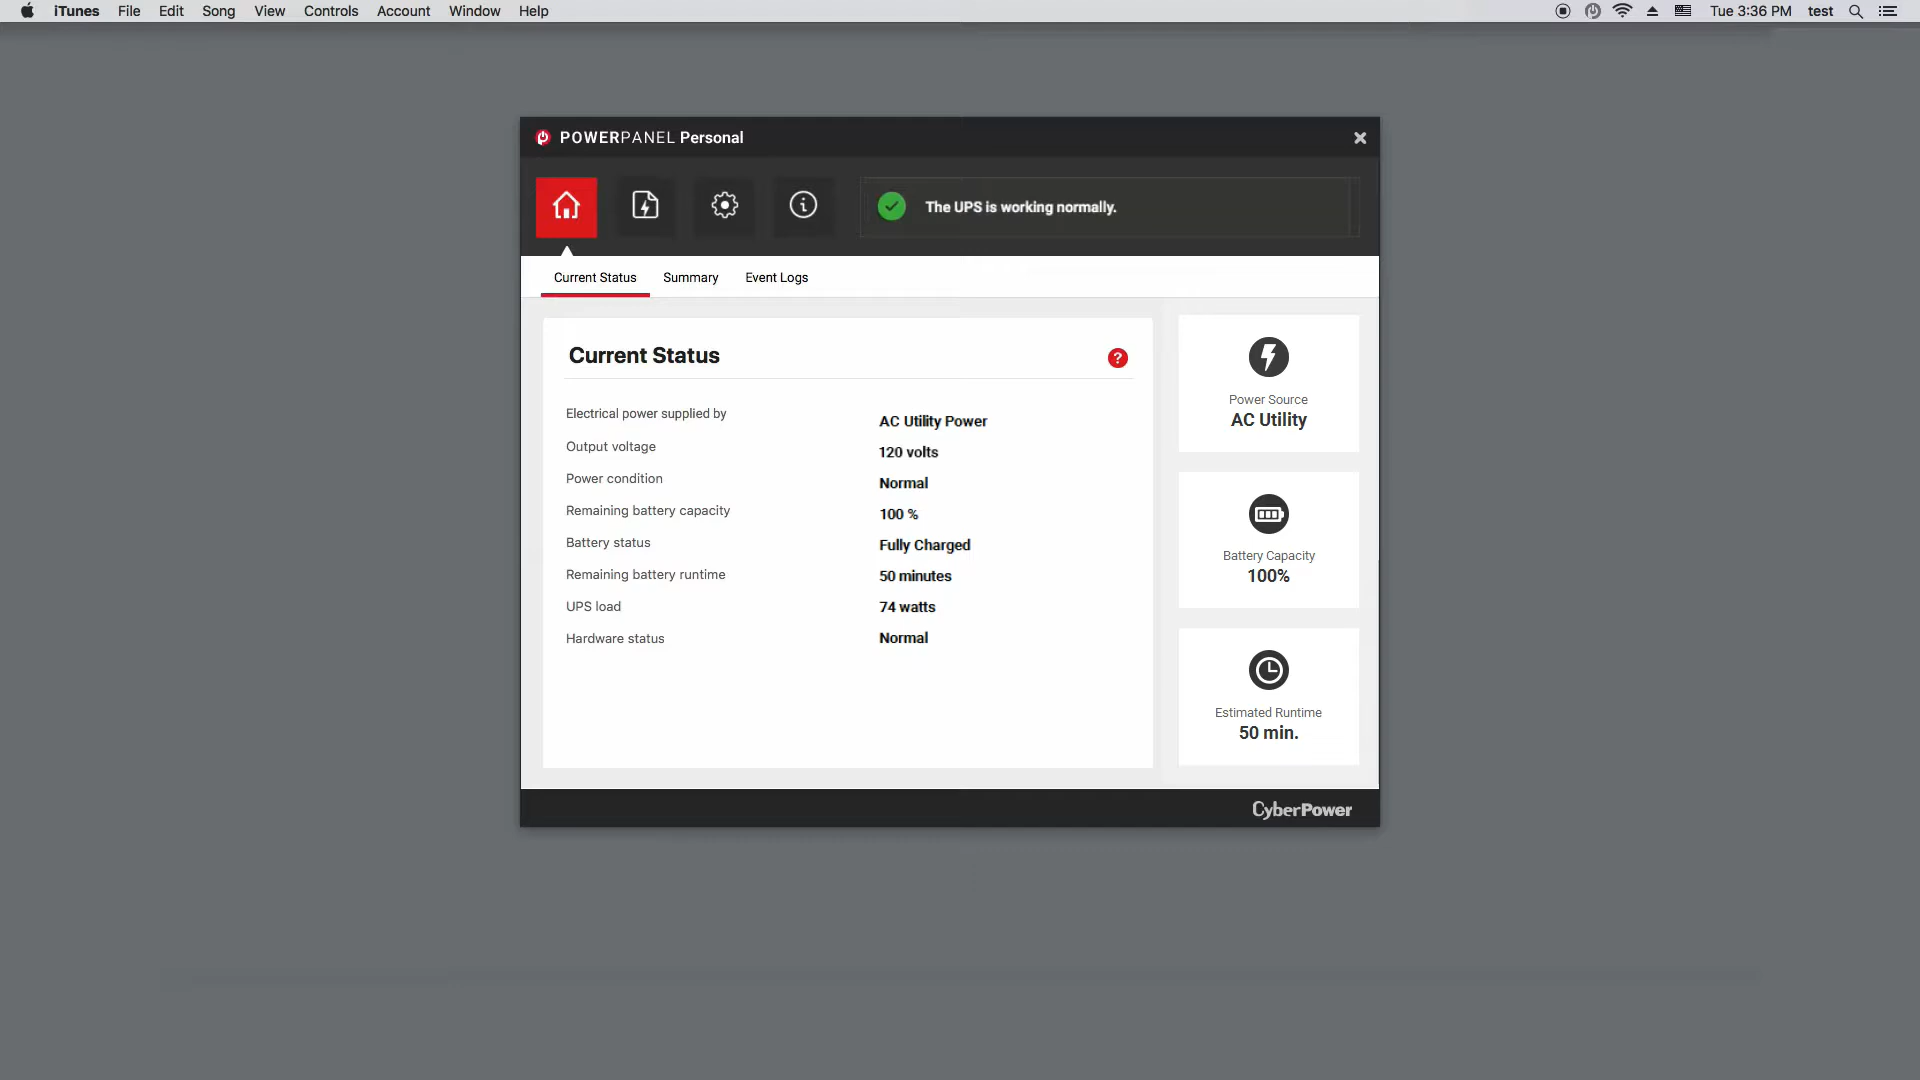 iTunes File Edit Song View Controls Account Window Help Tue 3:36 PM test
POWERPANEL Personal
The UPS is working normally.
Current Status Summary Event Logs
Current Status
?
Electrical power supplied by AC Utility Power
Output voltage 120 volts
Power condition Normal
Remaining battery capacity 100 %
Battery status Fully Charged
Remaining battery runtime 50 minutes
UPS load 74 watts
Hardware status Normal
Power Source
AC Utility
Battery Capacity
100%
Estimated Runtime
50 min.
CyberPower